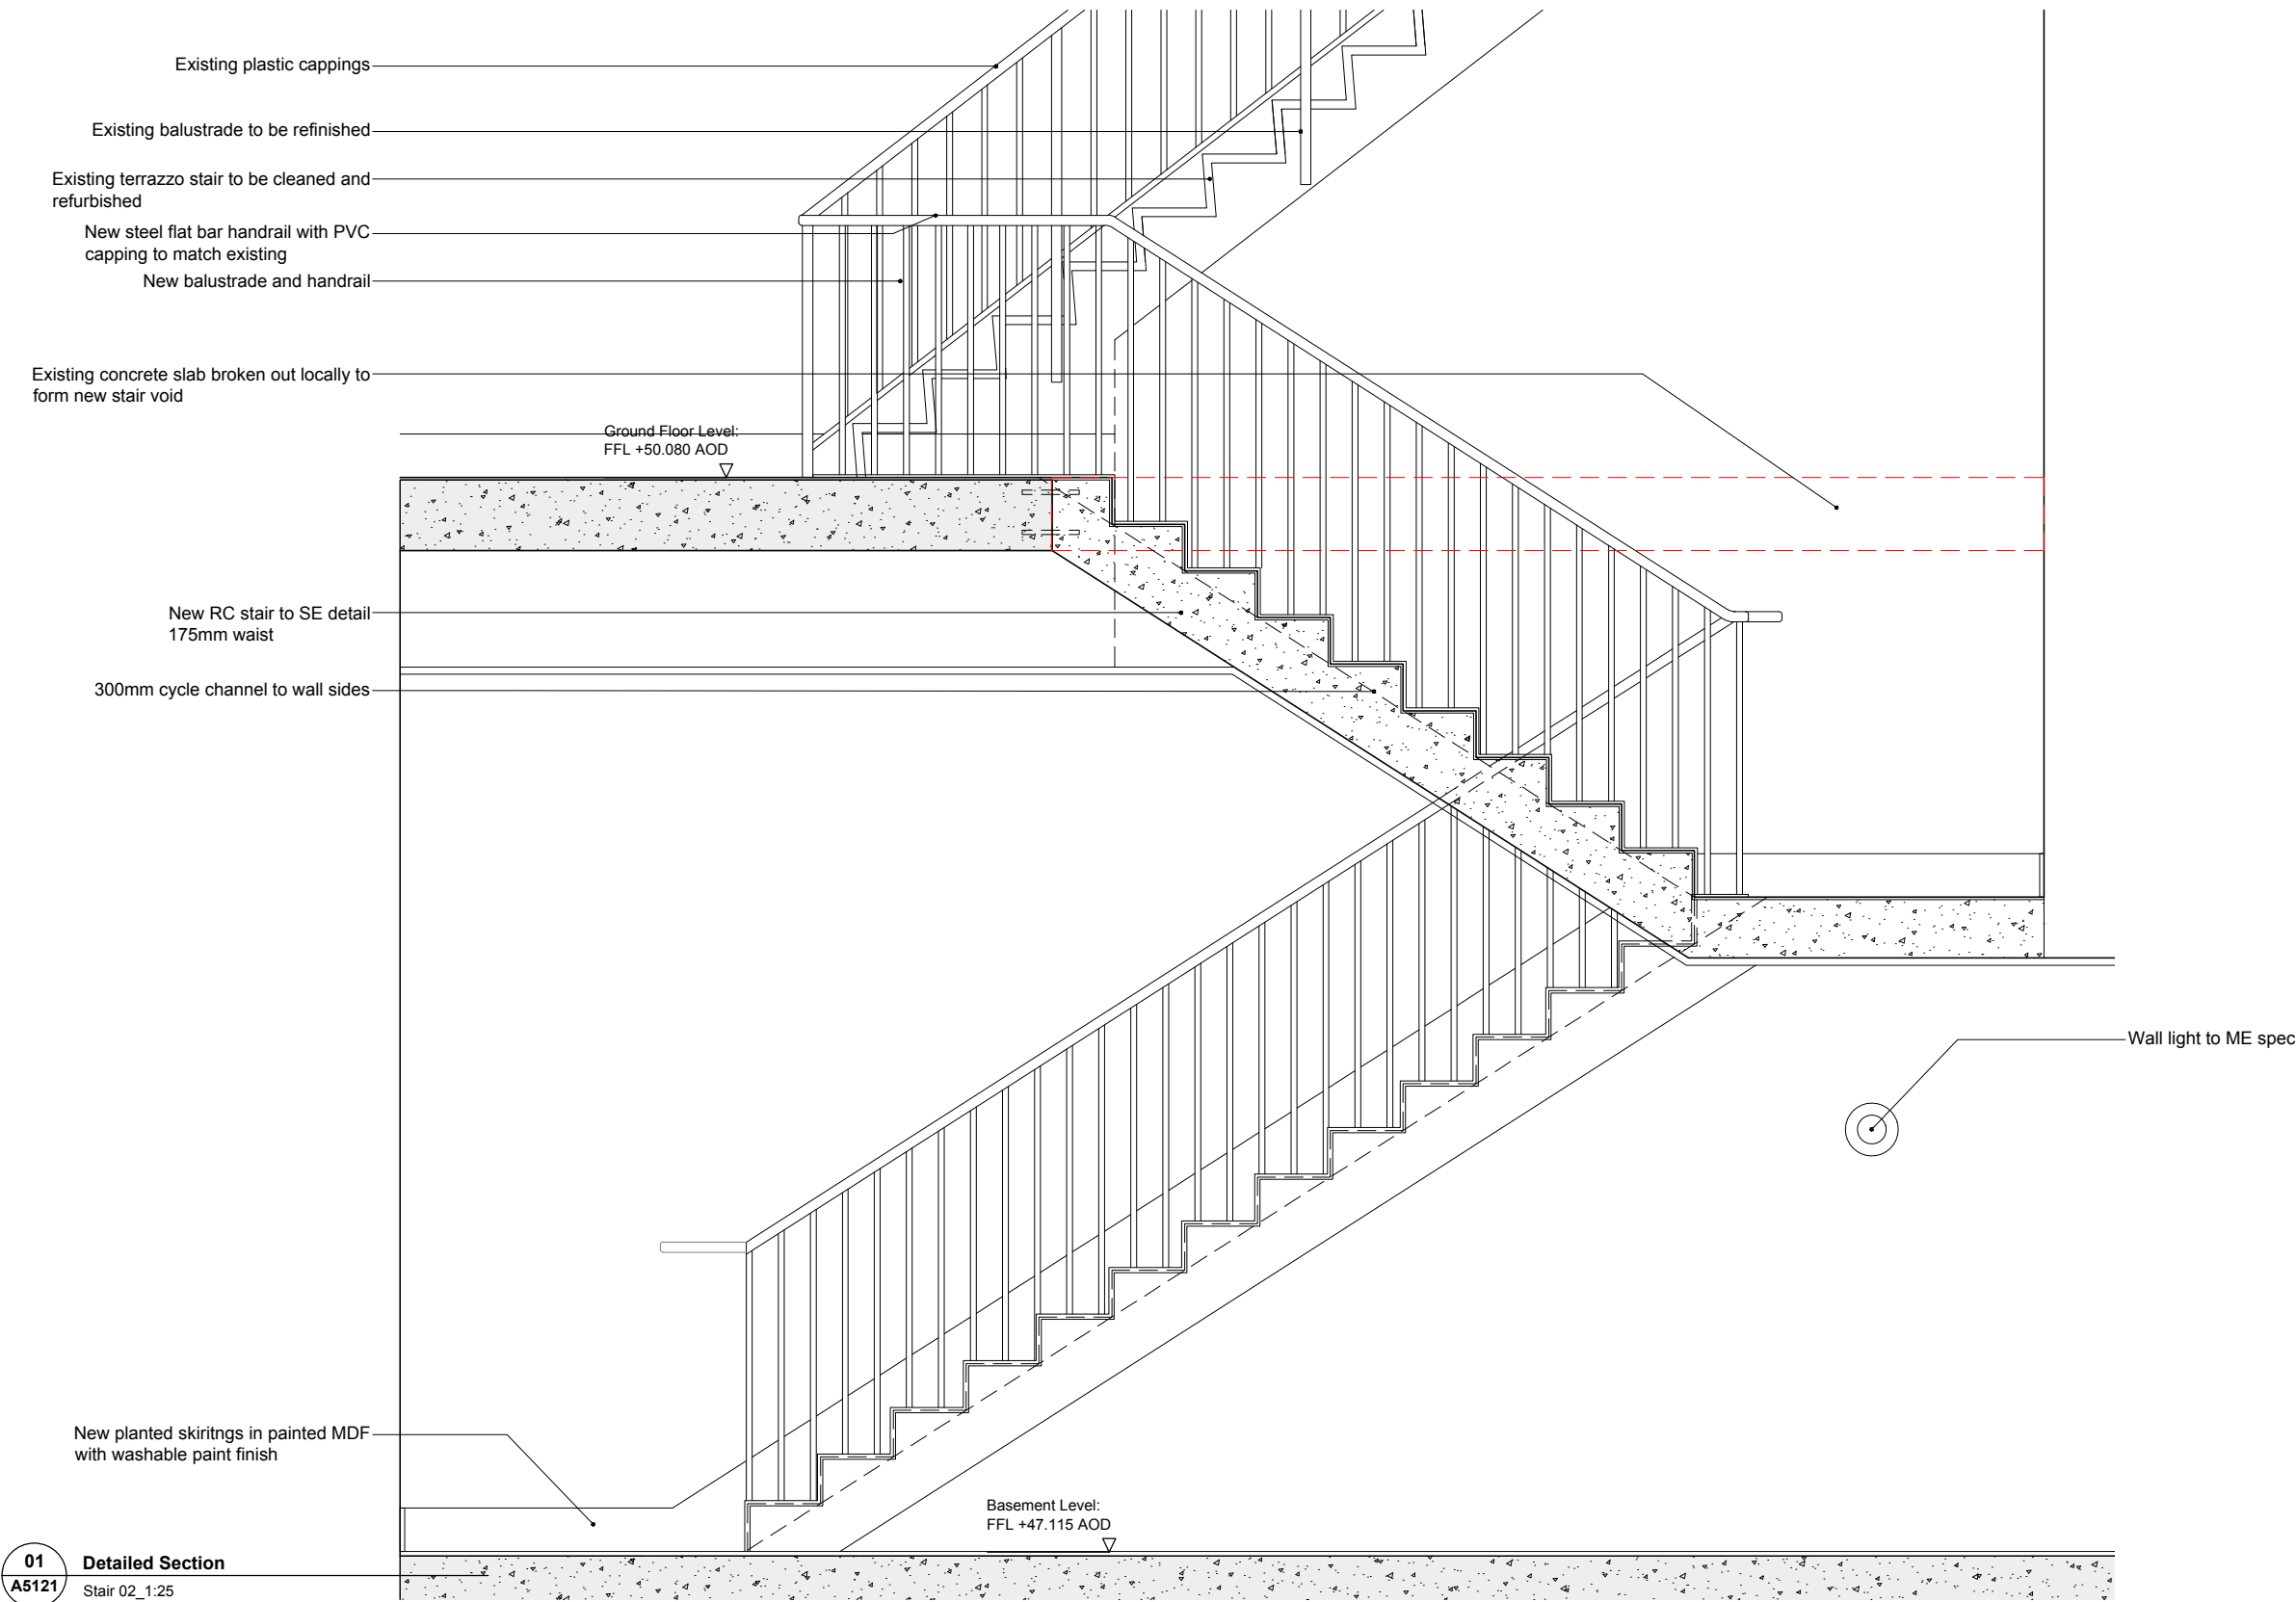 Existing plastic cappings
Existing balustrade to be refinished
Existing terrazzo stair to be cleaned and
refurbished
New steel flat bar handrail with PVC
capping to match existing
New balustrade and handrail
Existing concrete slab broken out locally to
form new stair void
Ground Floor Level:
FFL +50.080 AOD
New RC stair to SE detail
175mm waist
300mm cycle channel to wall sides
Wall light to ME spec
New planted skiritngs in painted MDF
with washable paint finish
Basement Level:
FFL +47.115 AOD
01
A5121
Detailed Section
Stair 02_1:25